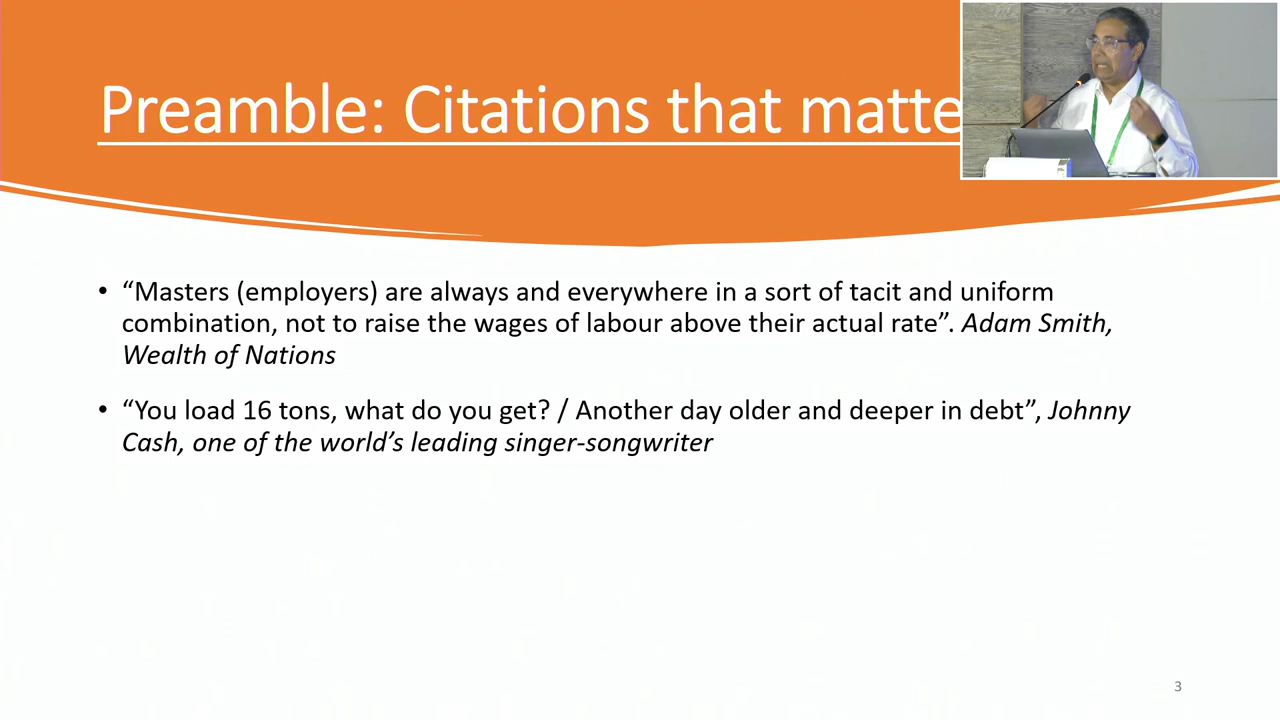 Preamble: Citations that matte
• “Masters (employers) are always and everywhere in a sort of tacit and uniform
combination, not to raise the wages of labour above their actual rate”. Adam Smith,
Wealth of Nations
• “You load 16 tons, what do you get? / Another day older and deeper in debt”, Johnny
Cash, one of the world’s leading singer-songwriter
3